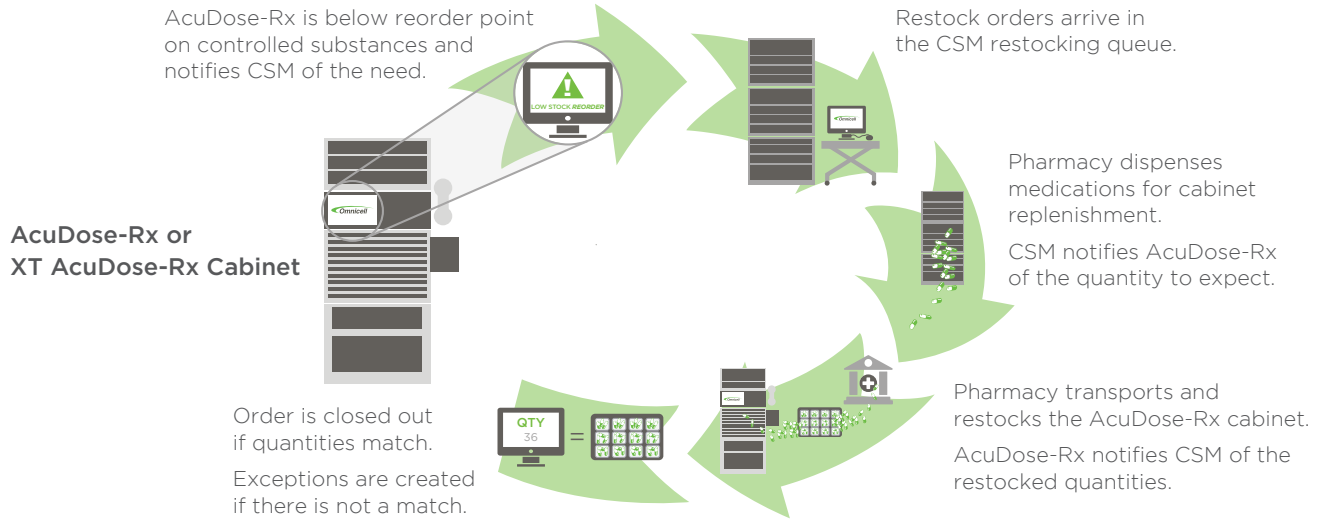 AcuDose-Rx is below reorder point
on controlled substances and
notifies CSM of the need.
LOW STOCK REORDER
Restock orders arrive in
the CSM restocking queue.
Omnicell
Pharmacy dispenses
medications for cabinet
replenishment.
CSM notifies AcuDose-Rx
of the quantity to expect.
Omnicell
AcuDose-Rx or
XT AcuDose-Rx Cabinet
Pharmacy transports and
restocks the AcuDose-Rx cabinet.
AcuDose-Rx notifies CSM of the
restocked quantities.
Omnicell
QTY
36
=
Order is closed out
if quantities match.
Exceptions are created
if there is not a match.